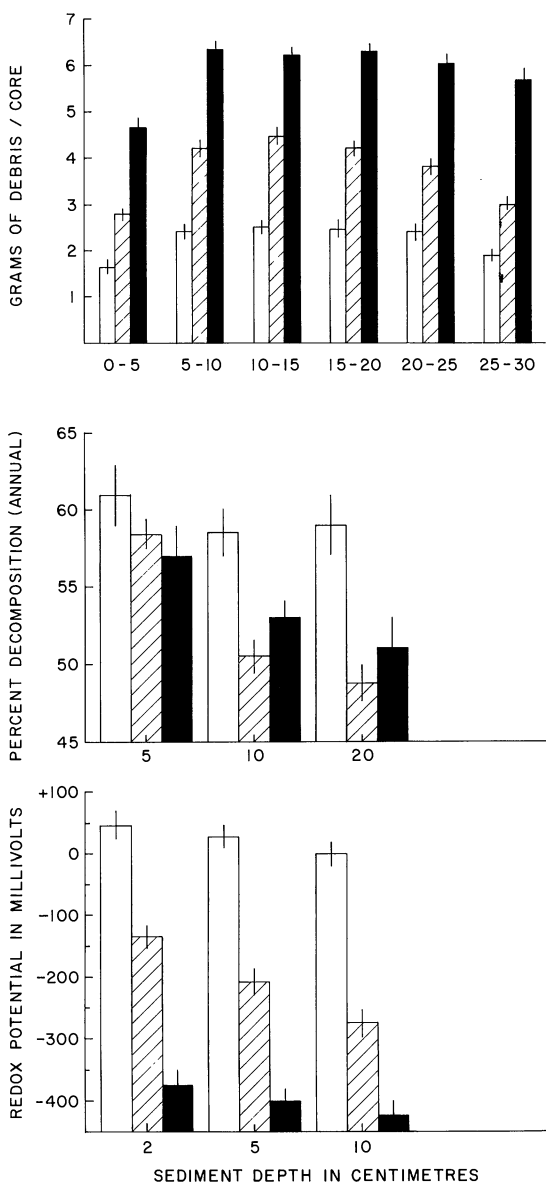 GRAMS OF DEBRIS / CORE
7
6
5
4
3
2
1
0-5 5-10 10-15 15-20 20-25 25-30
PERCENT DECOMPOSITION (ANNUAL)
65
60
55
50
45
5 10 20
REDOX POTENTIAL IN MILLIVOLTS
+100
0
-100
-200
-300
-400
2 5 10
SEDIMENT DEPTH IN CENTIMETRES